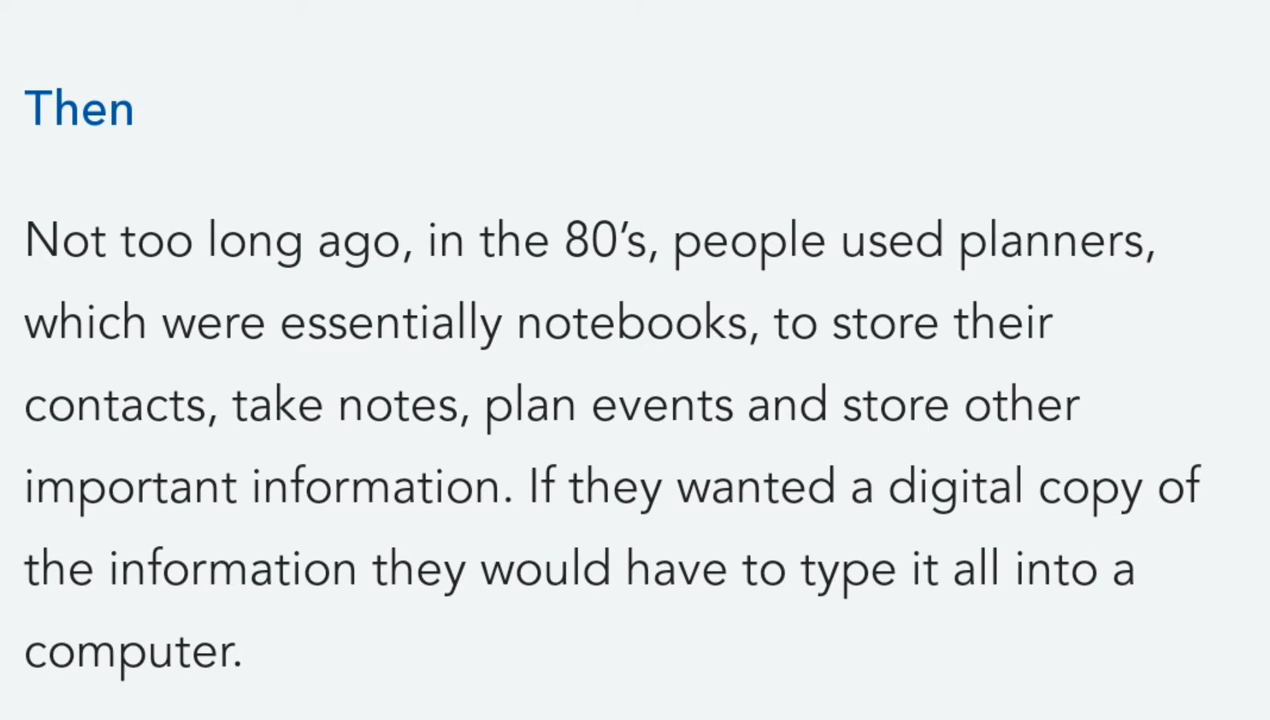 Then
Not too long ago, in the 80’s, people used planners,
which were essentially notebooks, to store their
contacts, take notes, plan events and store other
important information. If they wanted a digital copy of
the information they would have to type it all into a
computer.